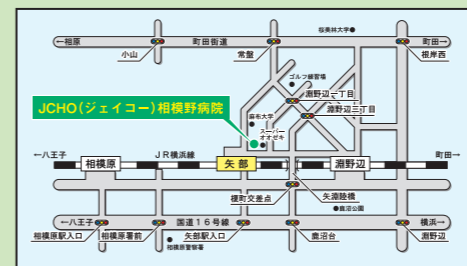 桜美林大学
←相原
町田街道
町田→
小山
常盤
根岸西
ゴルフ練習場
淵野辺一丁目
JCHO(ジェイコー)相模野病院
麻布大学
淵野辺三丁目
スーパー
オオゼキ
←八王子
JR横浜線
町田→
相模原
矢部
淵野辺
榎町交差点
矢淵陸橋
鹿沼公園
←八王子
国道16号線
横浜→
相模原駅入口
相模原署前
矢部駅入口
鹿沼台
淵野辺
相模原警察署